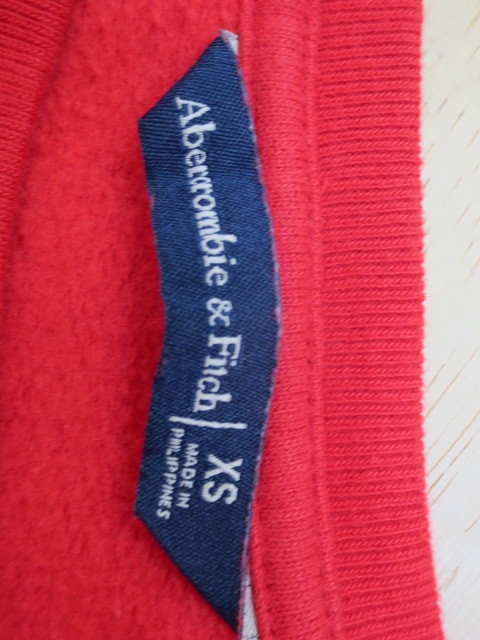 Abercrombie & Fitch
XS
MADE IN
PHILIPPINES